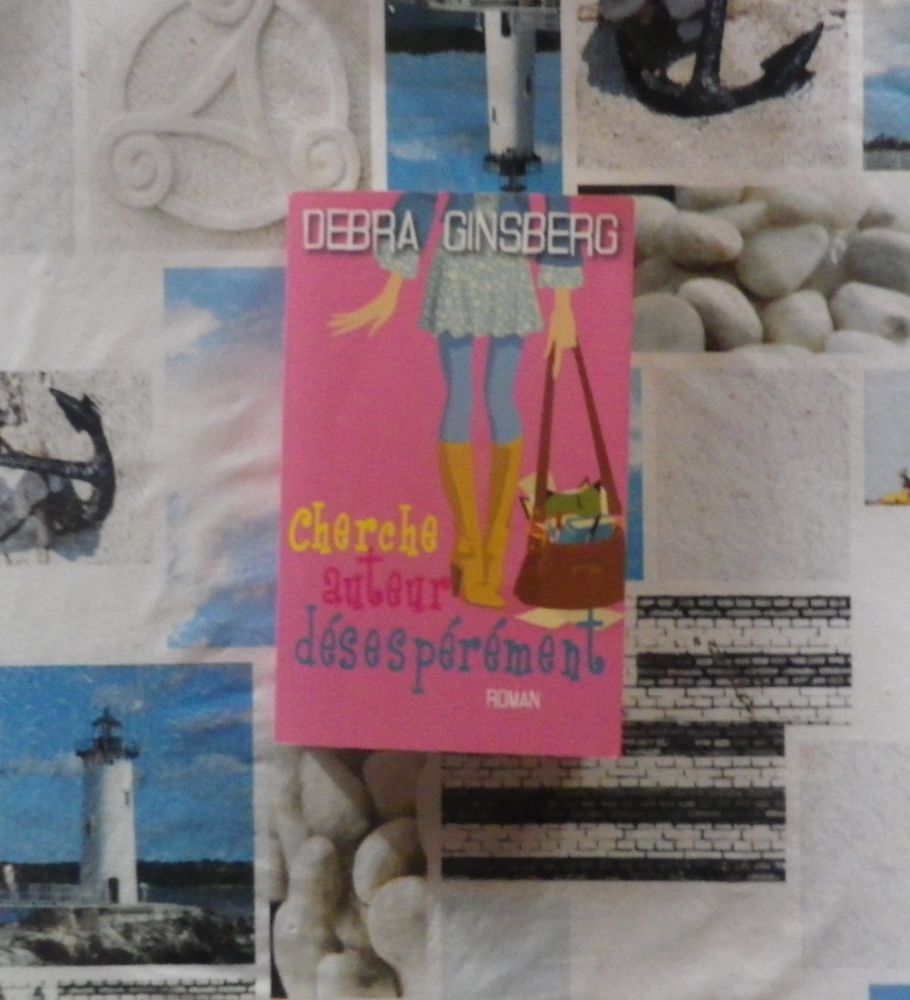 DEBRA GINSBERG
Cherche
auteur
désespérément
ROMAN